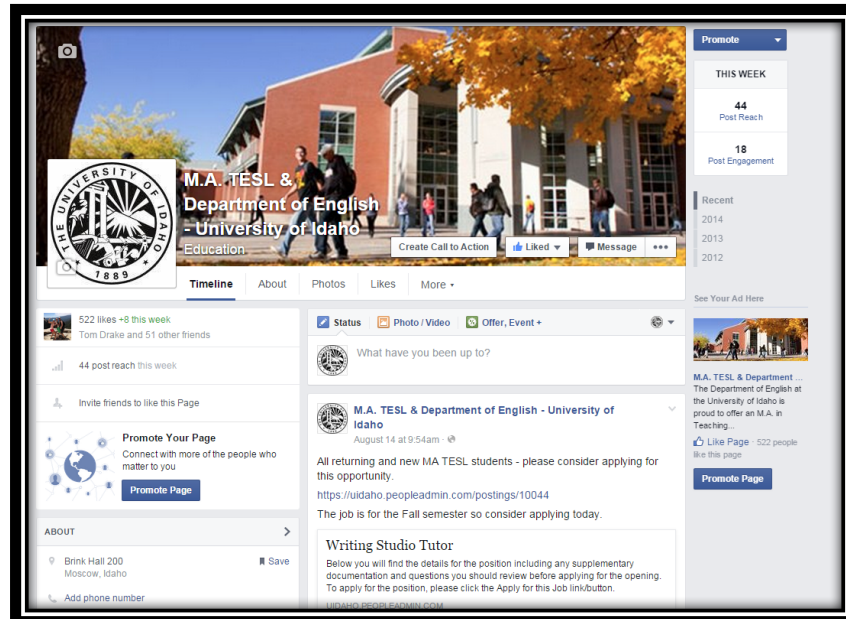 M.A. TESL &
Department of English
- University of Idaho
Education
THE UNIVERSITY OF IDAHO
1889
Create Call to Action
Liked
Message
Timeline
About
Photos
Likes
More
Promote
THIS WEEK
44
Post Reach
18
Post Engagement
Recent
2014
2013
2012
See Your Ad Here
M.A. TESL & Department ...
The Department of English at
the University of Idaho is
proud to offer an M.A. in
Teaching...
Like Page · 522 people
like this page
Promote Page
522 likes +8 this week
Tom Drake and 51 other friends
44 post reach this week
Invite friends to like this Page
Promote Your Page
Connect with more of the people who
matter to you
Promote Page
ABOUT
Brink Hall 200
Save
Moscow, Idaho
Add phone number
Status
Photo / Video
Offer, Event +
What have you been up to?
M.A. TESL & Department of English - University of
Idaho
August 14 at 9:54am ·
All returning and new MA TESL students - please consider applying for
this opportunity.
https://uidaho.peopleadmin.com/postings/10044
The job is for the Fall semester so consider applying today.
Writing Studio Tutor
Below you will find the details for the position including any supplementary
documentation and questions you should review before applying for the opening.
To apply for the position, please click the Apply for this Job link/button.
UIDAHO.PEOPLEADMIN.COM